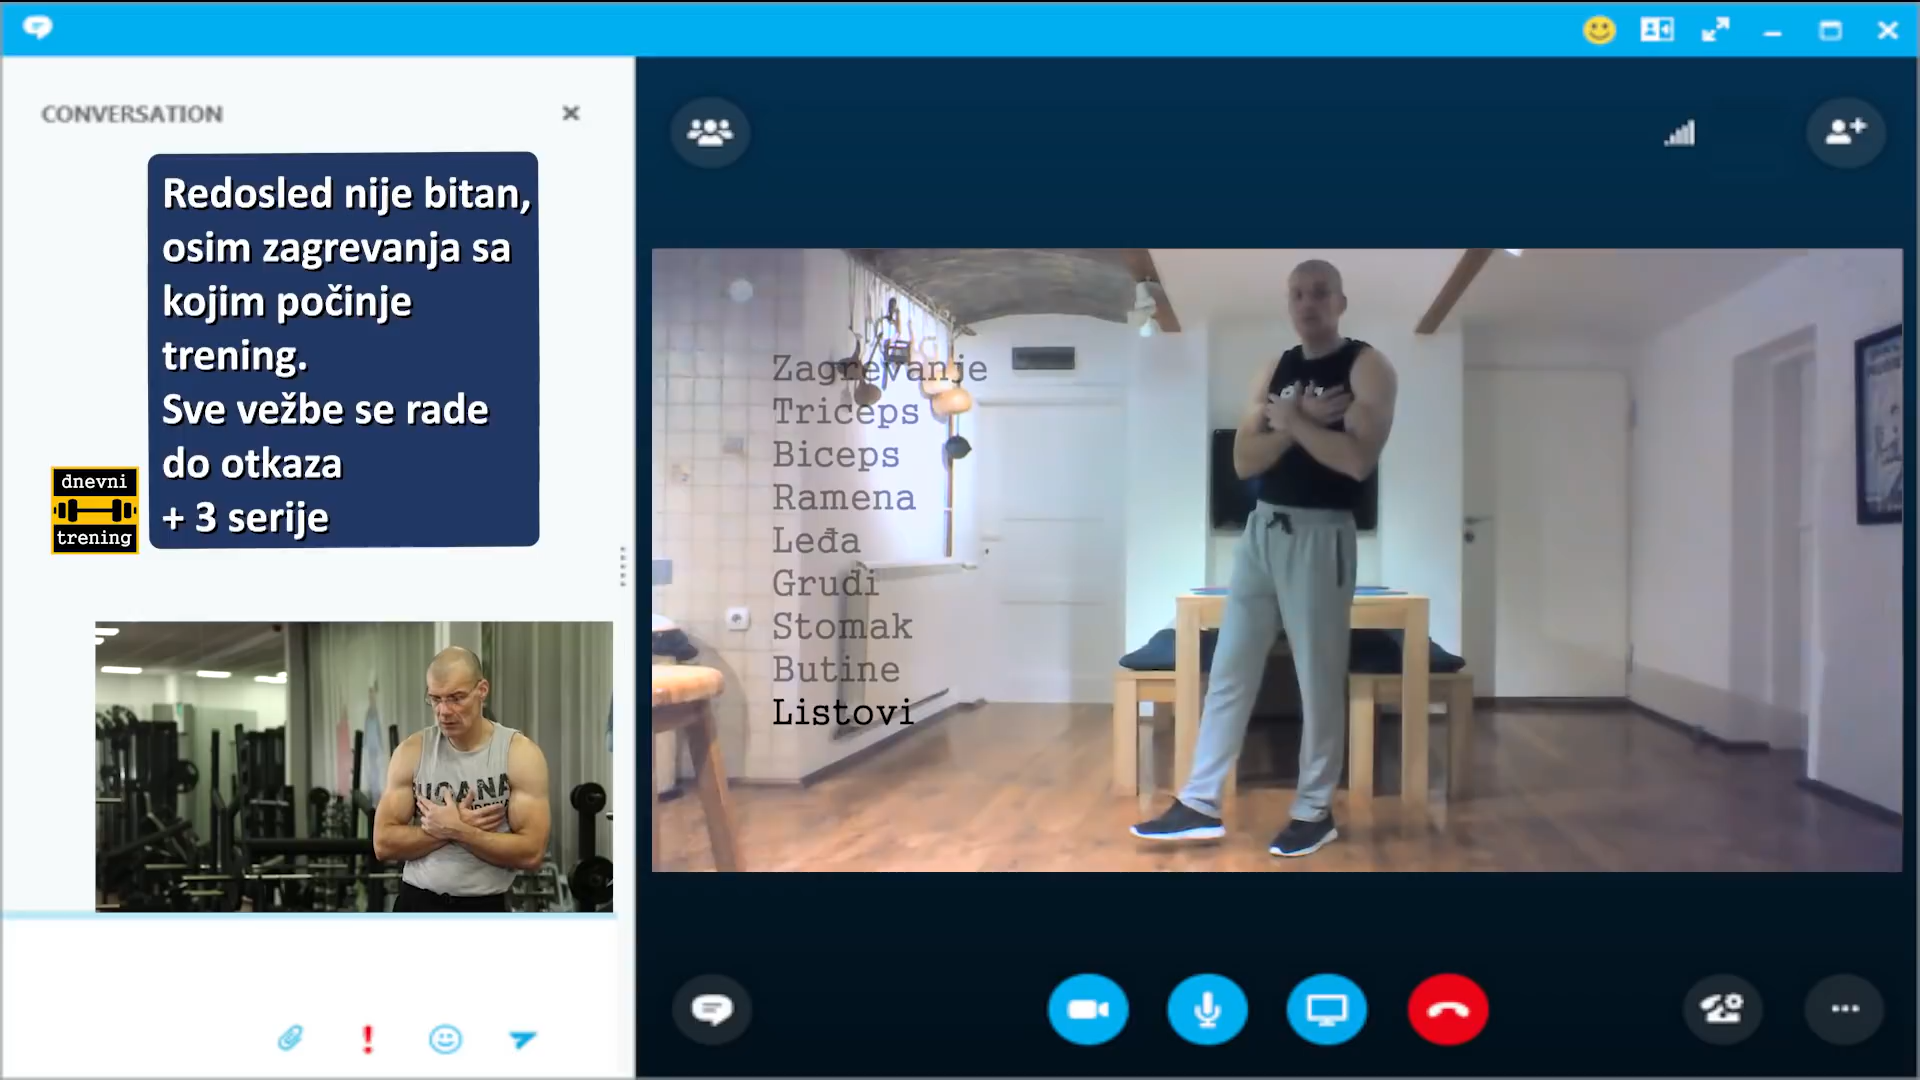 CONVERSATION
Redosled nije bitan,
osim zagrevanja sa
kojim počinje
trening.
Sve vežbe se rade
do otkaza
+ 3 serije
dnevni
trening
Zagrevanje
Triceps
Biceps
Ramena
Leđa
Grudi
Stomak
Butine
Listovi